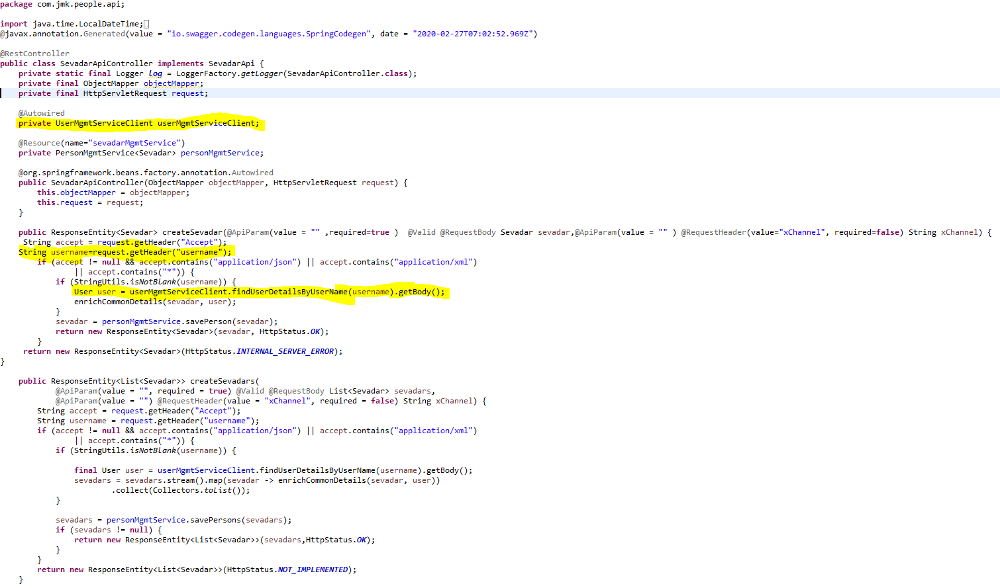 package com.jmk.people.api;
import java.time.LocalDateTime;
@javax.annotation.Generated(value = "io.swagger.codegen.languages.SpringCodegen", date = "2020-02-27T07:02:52.969Z")
@RestController
public class SevadarApiController implements SevadarApi {
private static final Logger log = LoggerFactory.getLogger(SevadarApiController.class);
private final ObjectMapper objectMapper;
private final HttpServletRequest request;
@Autowired
private UserMgmtServiceClient userMgmtServiceClient;
@Resource(name="sevadarMgmtService")
private PersonMgmtService<Sevadar> personMgmtService;
@org.springframework.beans.factory.annotation.Autowired
public SevadarApiController(ObjectMapper objectMapper, HttpServletRequest request) {
this.objectMapper = objectMapper;
this.request = request;
}
public ResponseEntity<Sevadar> createSevadar(@ApiParam(value = "" ,required=true )  @Valid @RequestBody Sevadar sevadar,@ApiParam(value = "" ) @RequestHeader(value="xChannel", required=false) String xChannel) {
String accept = request.getHeader("Accept");
String username=request.getHeader("username");
if (accept != null && accept.contains("application/json") || accept.contains("application/xml")
|| accept.contains("*")) {
if (StringUtils.isNotBlank(username)) {
User user = userMgmtServiceClient.findUserDetailsByUserName(username).getBody();
enrichCommonDetails(sevadar, user);
}
sevadar = personMgmtService.savePerson(sevadar);
return new ResponseEntity<Sevadar>(sevadar, HttpStatus.OK);
}
return new ResponseEntity<Sevadar>(HttpStatus.INTERNAL_SERVER_ERROR);
}
public ResponseEntity<List<Sevadar>> createSevadars(
@ApiParam(value = "", required = true) @Valid @RequestBody List<Sevadar> sevadars,
@ApiParam(value = "") @RequestHeader(value = "xChannel", required = false) String xChannel) {
String accept = request.getHeader("Accept");
String username = request.getHeader("username");
if (accept != null && accept.contains("application/json") || accept.contains("application/xml")
|| accept.contains("*")) {
if (StringUtils.isNotBlank(username)) {
final User user = userMgmtServiceClient.findUserDetailsByUserName(username).getBody();
sevadars = sevadars.stream().map(sevadar -> enrichCommonDetails(sevadar, user))
.collect(Collectors.toList());
}
sevadars = personMgmtService.savePersons(sevadars);
if (sevadars != null) {
return new ResponseEntity<List<Sevadar>>(sevadars,HttpStatus.OK);
}
}
return new ResponseEntity<List<Sevadar>>(HttpStatus.NOT_IMPLEMENTED);
}